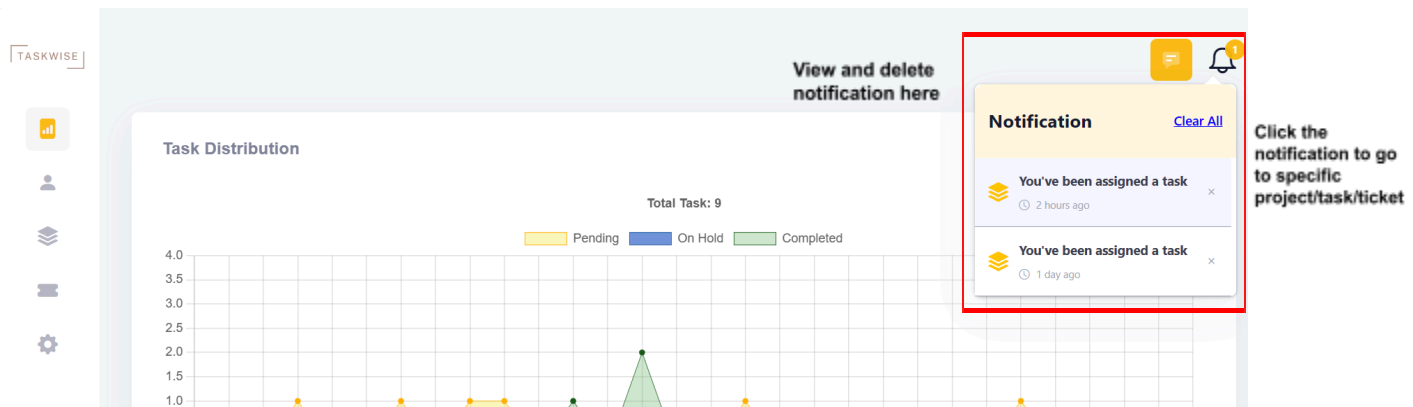 TASKWISE
View and delete
notification here
1
Notification
Clear All
You've been assigned a task
×
2 hours ago
You've been assigned a task
×
1 day ago
Click the
notification to go
to specific
project/task/ticket
Task Distribution
Total Task: 9
Pending
On Hold
Completed
4.0
3.5
3.0
2.5
2.0
1.5
1.0